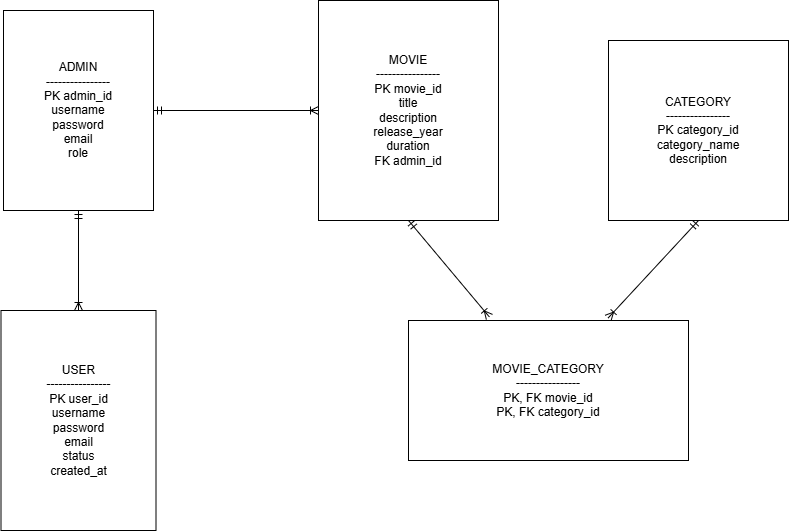 ADMIN
----------------
PK admin_id
username
password
email
role
MOVIE
----------------
PK movie_id
title
description
release_year
duration
FK admin_id
CATEGORY
----------------
PK category_id
category_name
description
USER
----------------
PK user_id
username
password
email
status
created_at
MOVIE_CATEGORY
----------------
PK, FK movie_id
PK, FK category_id